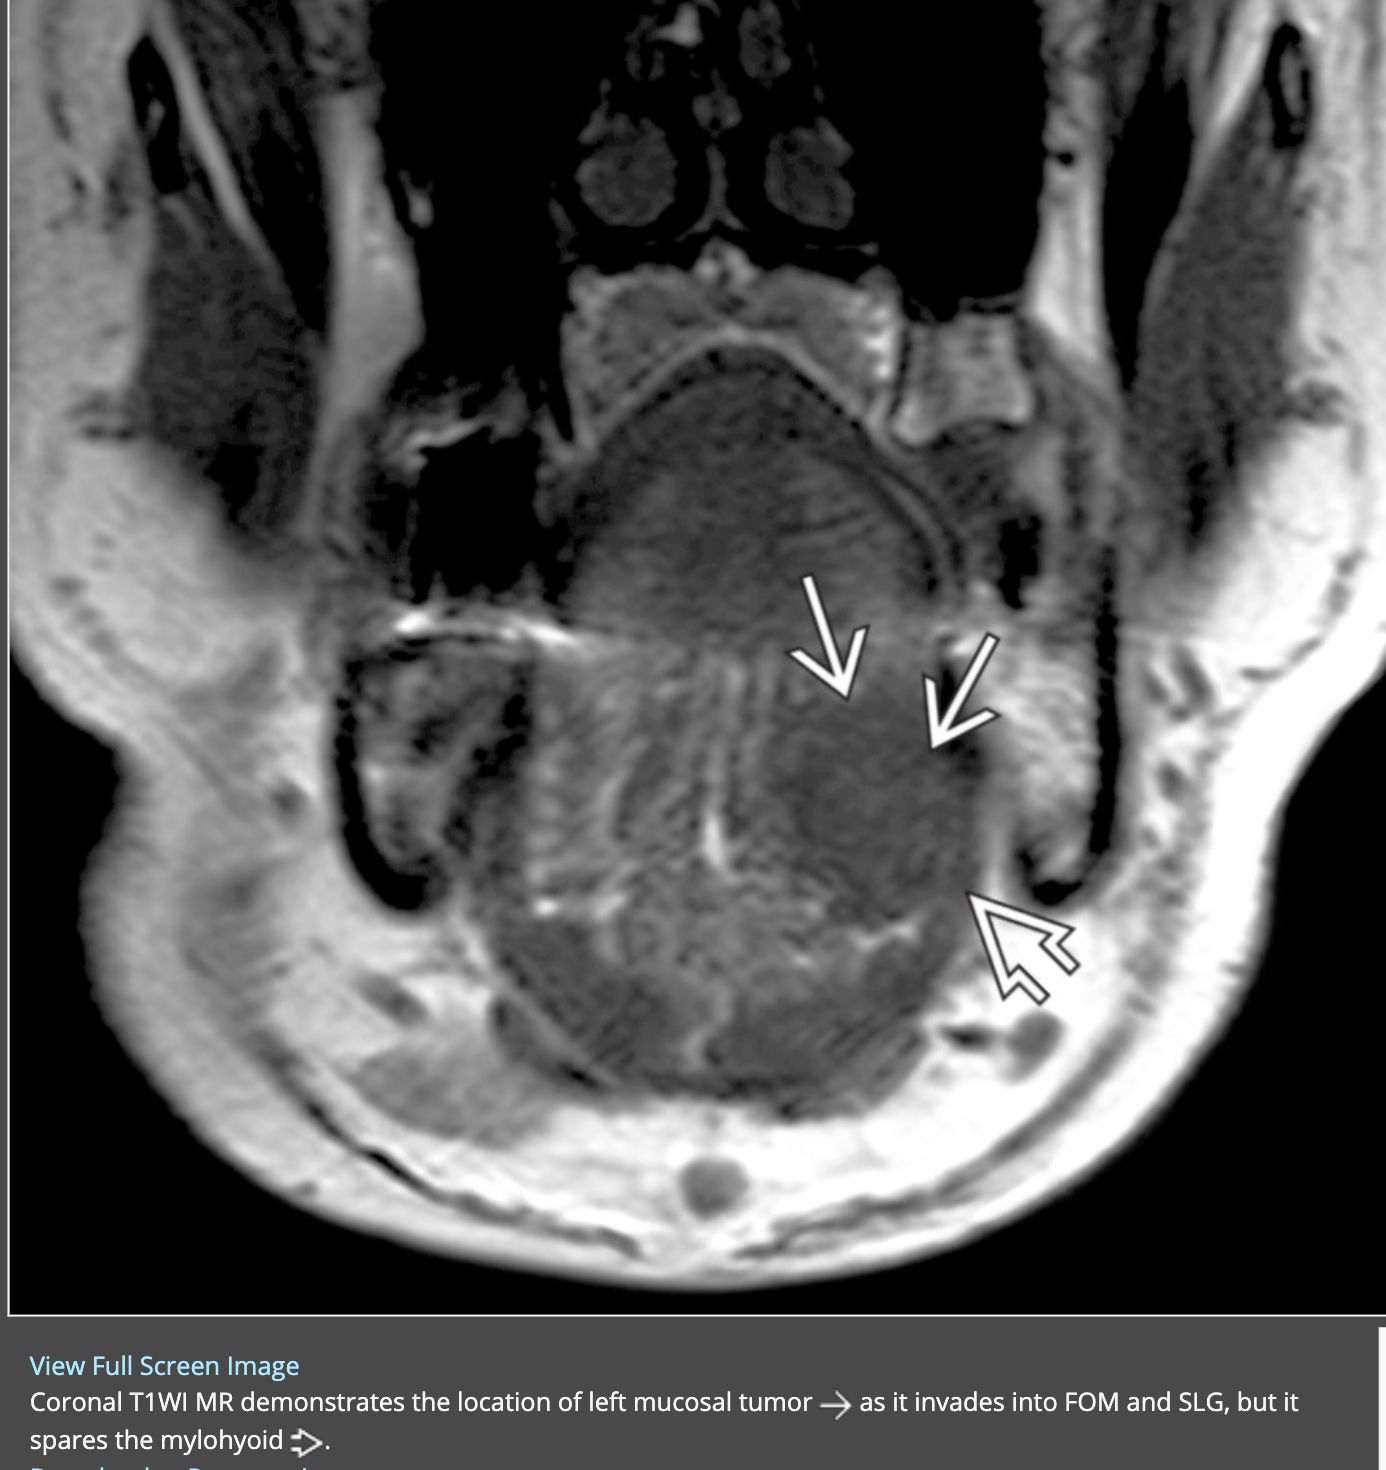 View Full Screen Image
Coronal T1WI MR demonstrates the location of left mucosal tumor → as it invades into FOM and SLG, but it
spares the mylohyoid ⇨.